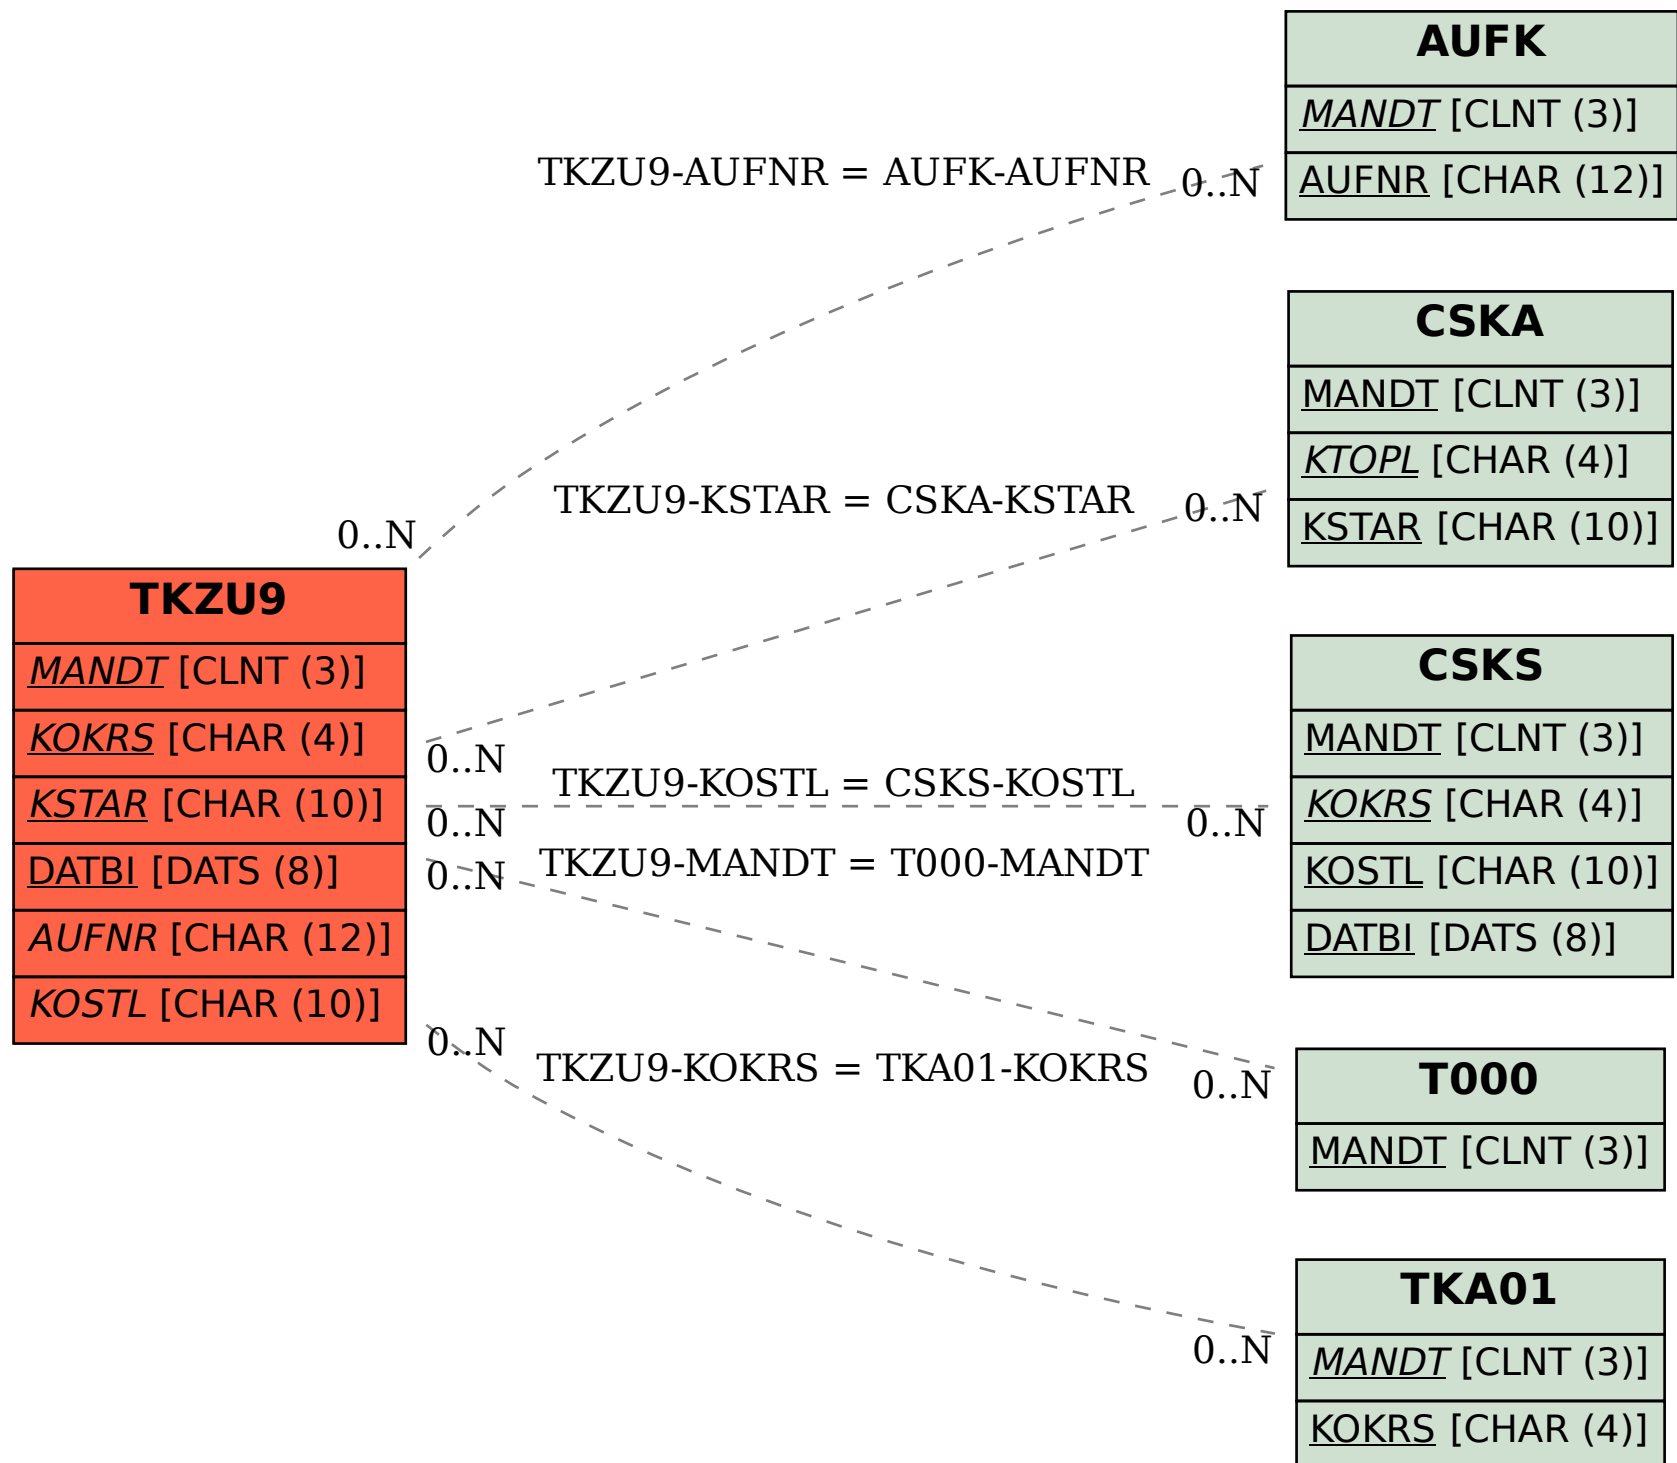 AUFK
MANDT [CLNT (3)]
AUFNR [CHAR (12)]
TKZU9-AUFNR = AUFK-AUFNR
0..N
0..N
CSKA
MANDT [CLNT (3)]
KTOPL [CHAR (4)]
KSTAR [CHAR (10)]
TKZU9-KSTAR = CSKA-KSTAR
0..N
0..N
TKZU9
MANDT [CLNT (3)]
KOKRS [CHAR (4)]
KSTAR [CHAR (10)]
DATBI [DATS (8)]
AUFNR [CHAR (12)]
KOSTL [CHAR (10)]
CSKS
MANDT [CLNT (3)]
KOKRS [CHAR (4)]
KOSTL [CHAR (10)]
DATBI [DATS (8)]
TKZU9-KOSTL = CSKS-KOSTL
0..N
0..N
TKZU9-MANDT = T000-MANDT
0..N
0..N
T000
MANDT [CLNT (3)]
TKZU9-KOKRS = TKA01-KOKRS
0..N
0..N
TKA01
MANDT [CLNT (3)]
KOKRS [CHAR (4)]